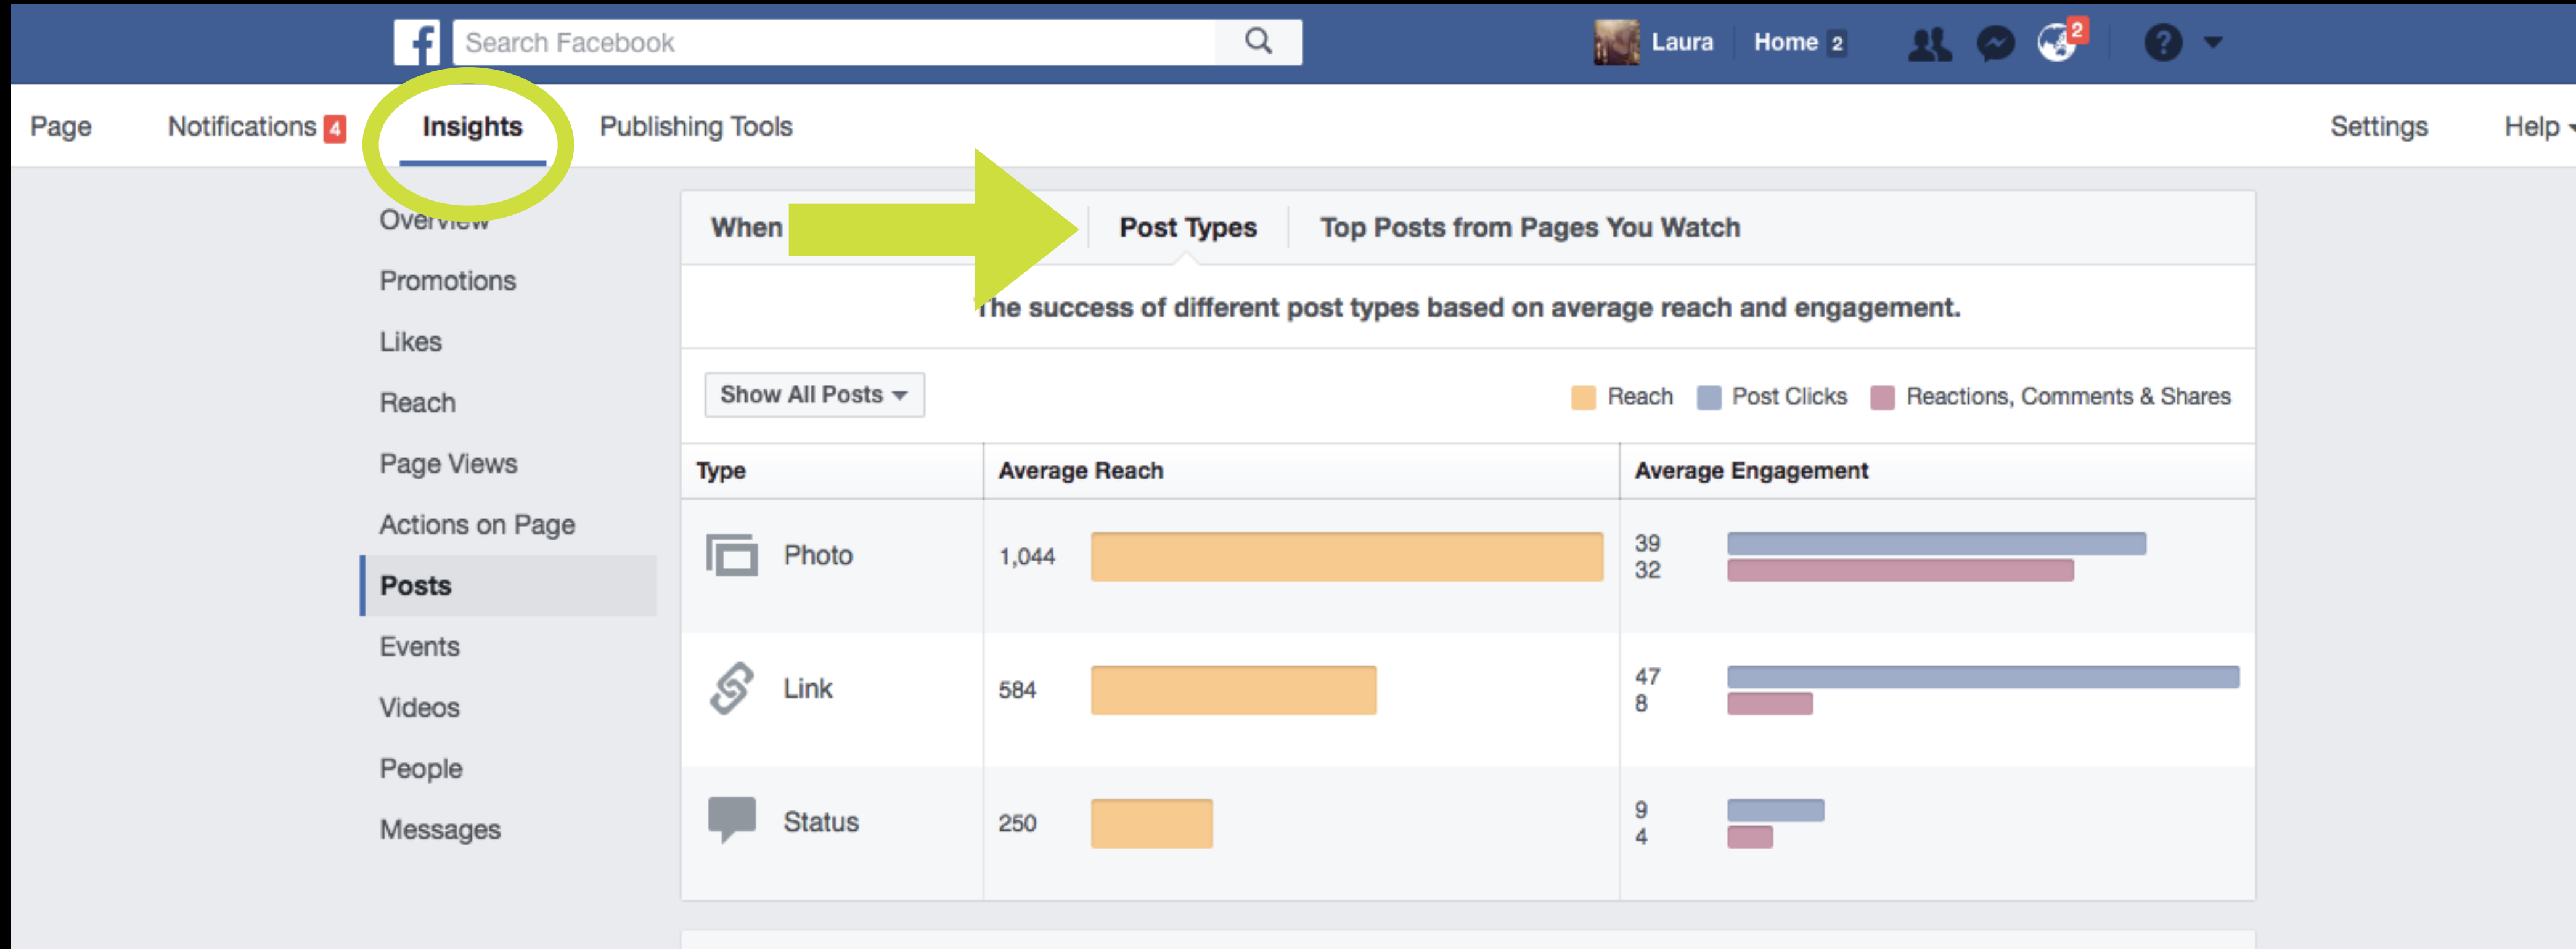 f Search Facebook Laura Home 2 2 ?
Page Notifications 4 Insights Publishing Tools Settings Help
Overview
Promotions
Likes
Reach
Page Views
Actions on Page
Posts
Events
Videos
People
Messages
When Post Types Top Posts from Pages You Watch
The success of different post types based on average reach and engagement.
Show All Posts Reach Post Clicks Reactions, Comments & Shares
Type Average Reach Average Engagement
Photo 1,044 39
32
Link 584 47
8
Status 250 9
4